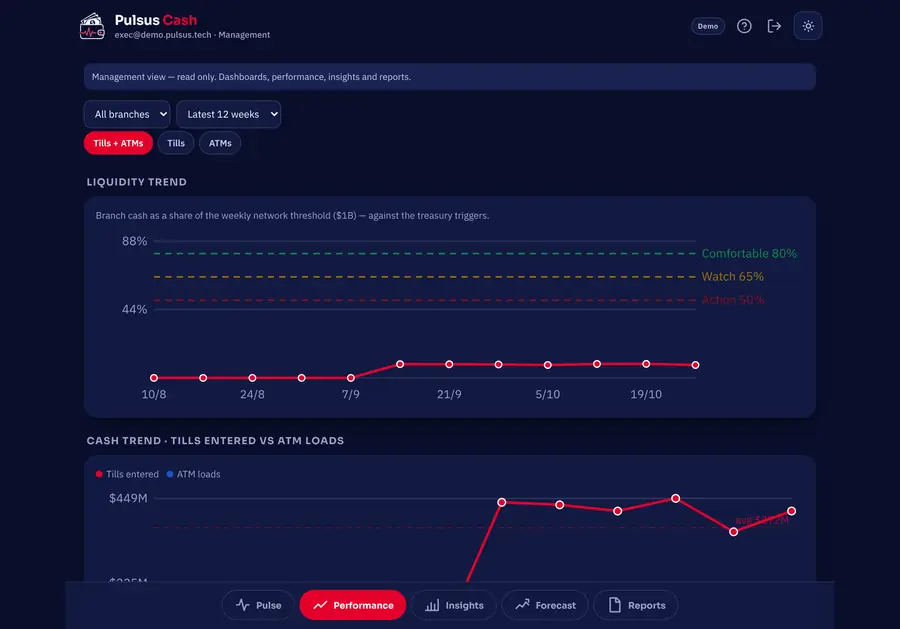 Pulsus Cash
exec@demo.pulsus.tech · Management
Demo
Management view — read only. Dashboards, performance, insights and reports.
All branches
Latest 12 weeks
Tills + ATMs
Tills
ATMs
LIQUIDITY TREND
Branch cash as a share of the weekly network threshold ($1B) — against the treasury triggers.
88%
Comfortable 80%
Watch 65%
Action 50%
44%
10/8
24/8
7/9
21/9
5/10
19/10
CASH TREND · TILLS ENTERED VS ATM LOADS
Tills entered
ATM loads
$449M
Pulse
Performance
Insights
Forecast
Reports